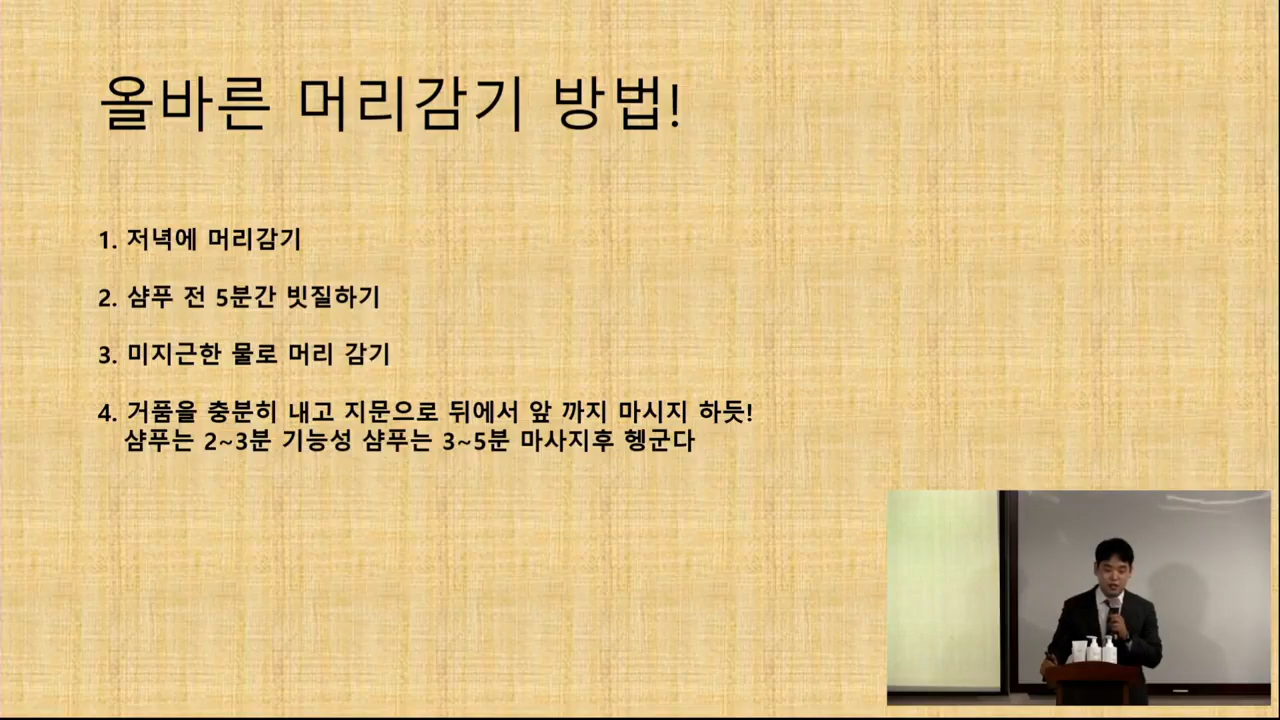 올바른 머리감기 방법!
1. 저녁에 머리감기
2. 샴푸 전 5분간 빗질하기
3. 미지근한 물로 머리 감기
4. 거품을 충분히 내고 지문으로 뒤에서 앞 까지 마시지 하듯!
샴푸는 2~3분 기능성 샴푸는 3~5분 마사지후 헹군다